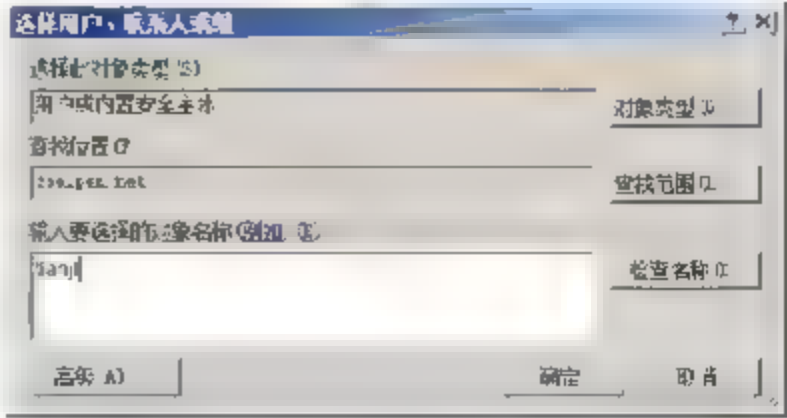 选择用户、联系人或组
选择此对象类型(S)
用户或内置安全主体
对象类型
查找位置(F)
查找范围(L
输入要选择的对象名称(例如)(E)
检查名称(C
高级(A)
确定
取消